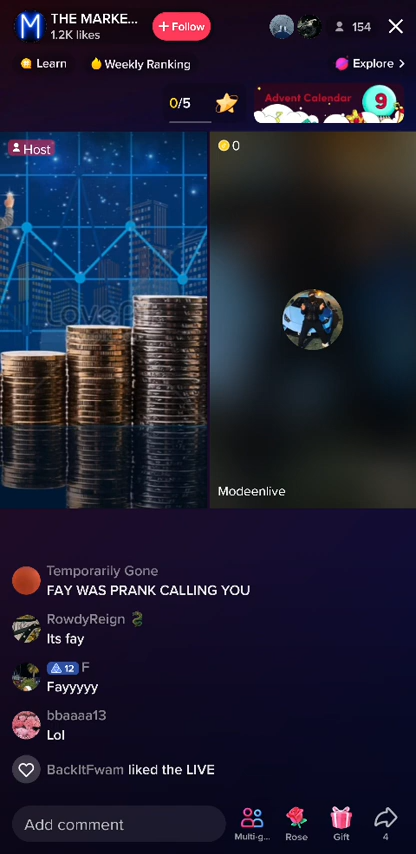 M THE MARKE...
1.2K likes
+ Follow
154
Learn
Weekly Ranking
Explore >
0/5
Advent Calendar
9
Host
0
Modeenlive
Temporarily Gone
FAY WAS PRANK CALLING YOU
RowdyReign
Its fay
12 F
Fayyyyy
bbaaaa13
Lol
BackItFwam liked the LIVE
Add comment
Multi-g...
Rose
Gift
4